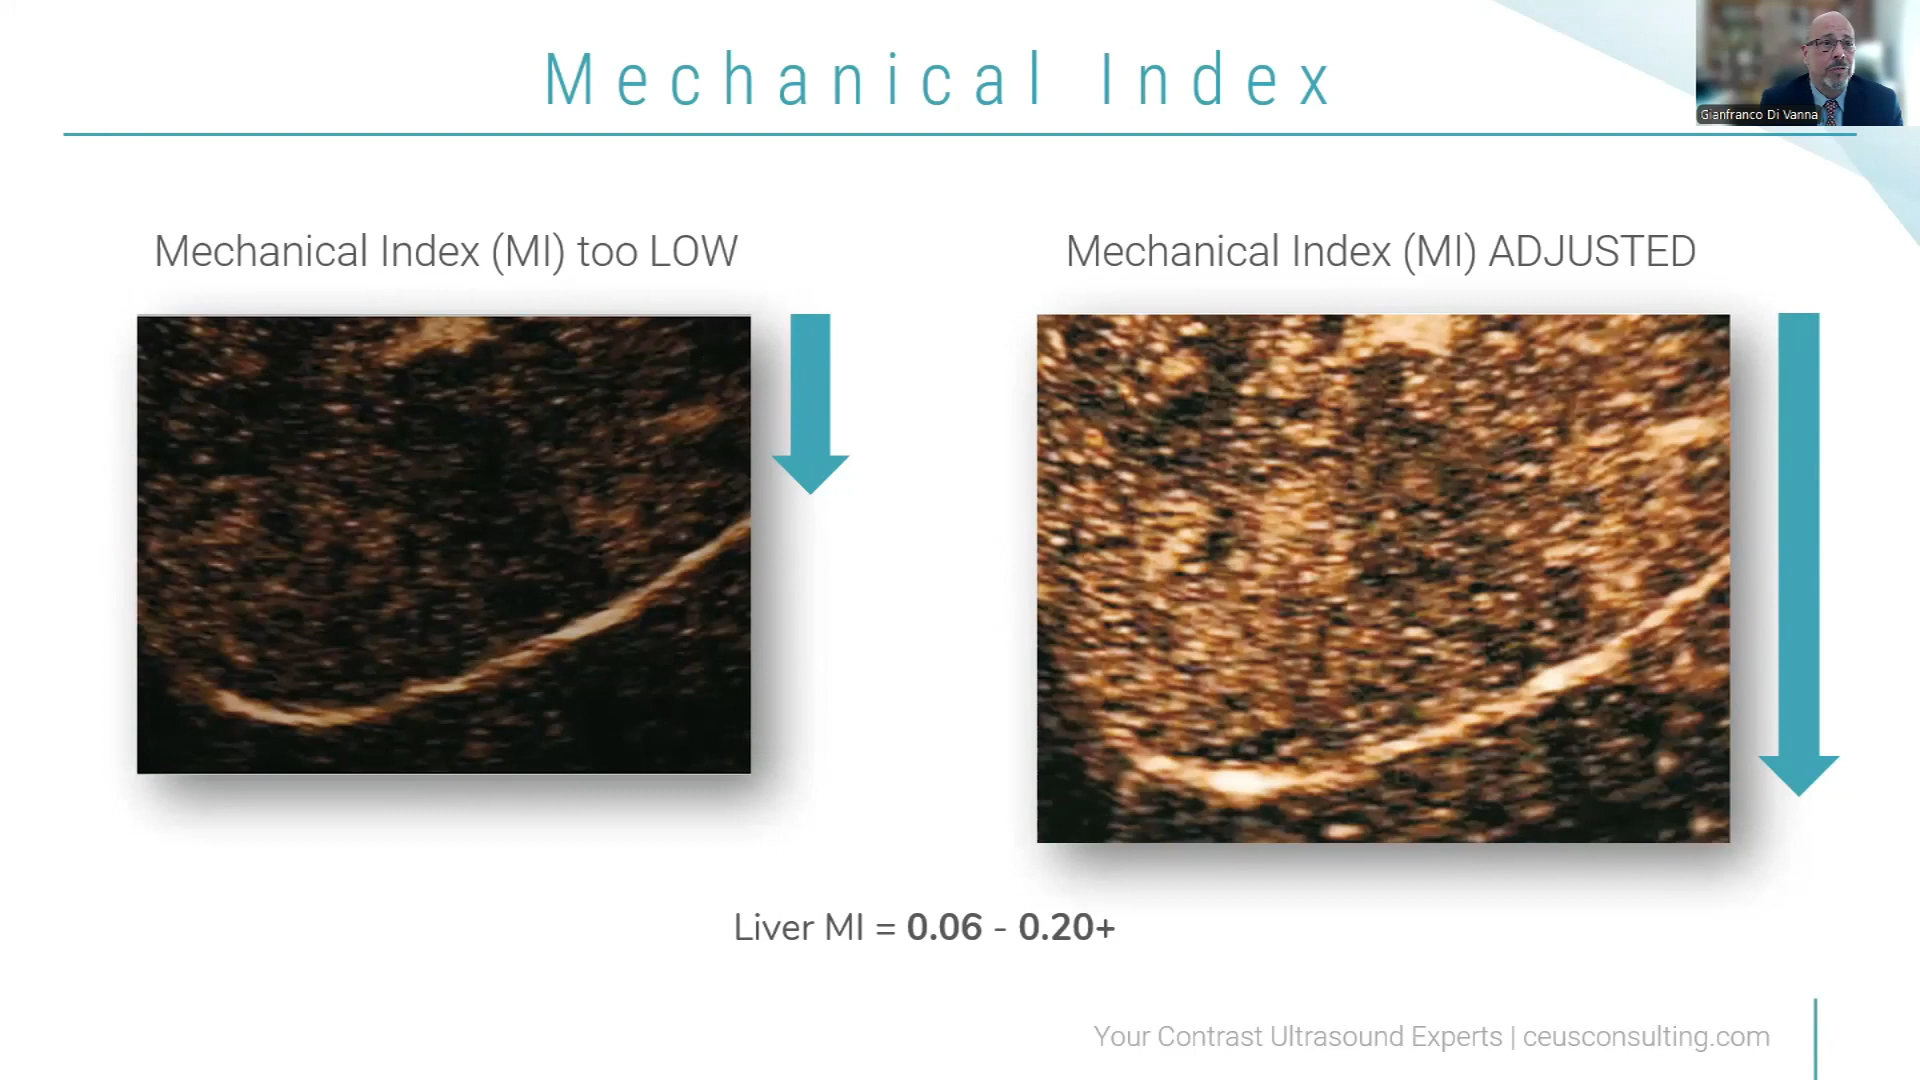 Mechanical Index
Gianfranco Di Vanna
Mechanical Index (MI) too LOW
Mechanical Index (MI) ADJUSTED
Liver MI = 0.06 - 0.20+
Your Contrast Ultrasound Experts | ceusconsulting.com